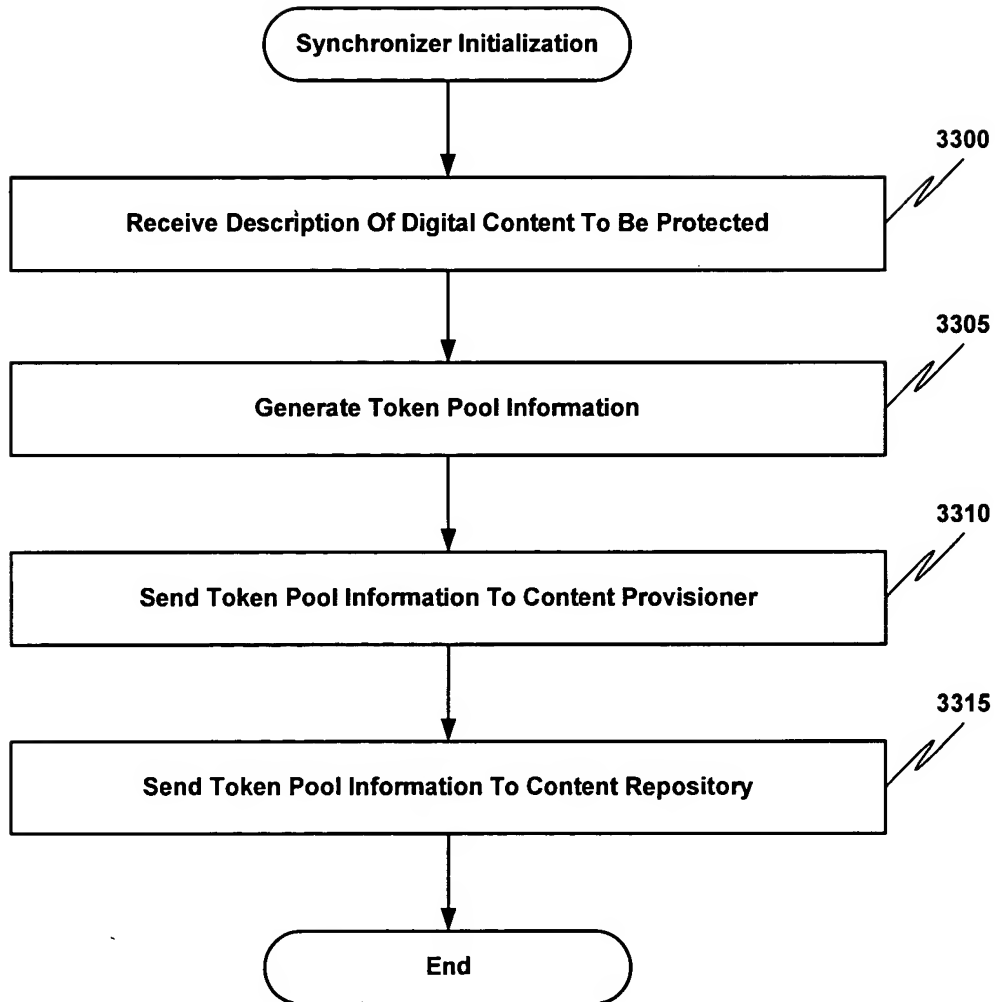 Synchronizer Initialization
3300
Receive Description Of Digital Content To Be Protected
3305
Generate Token Pool Information
3310
Send Token Pool Information To Content Provisioner
3315
Send Token Pool Information To Content Repository
End